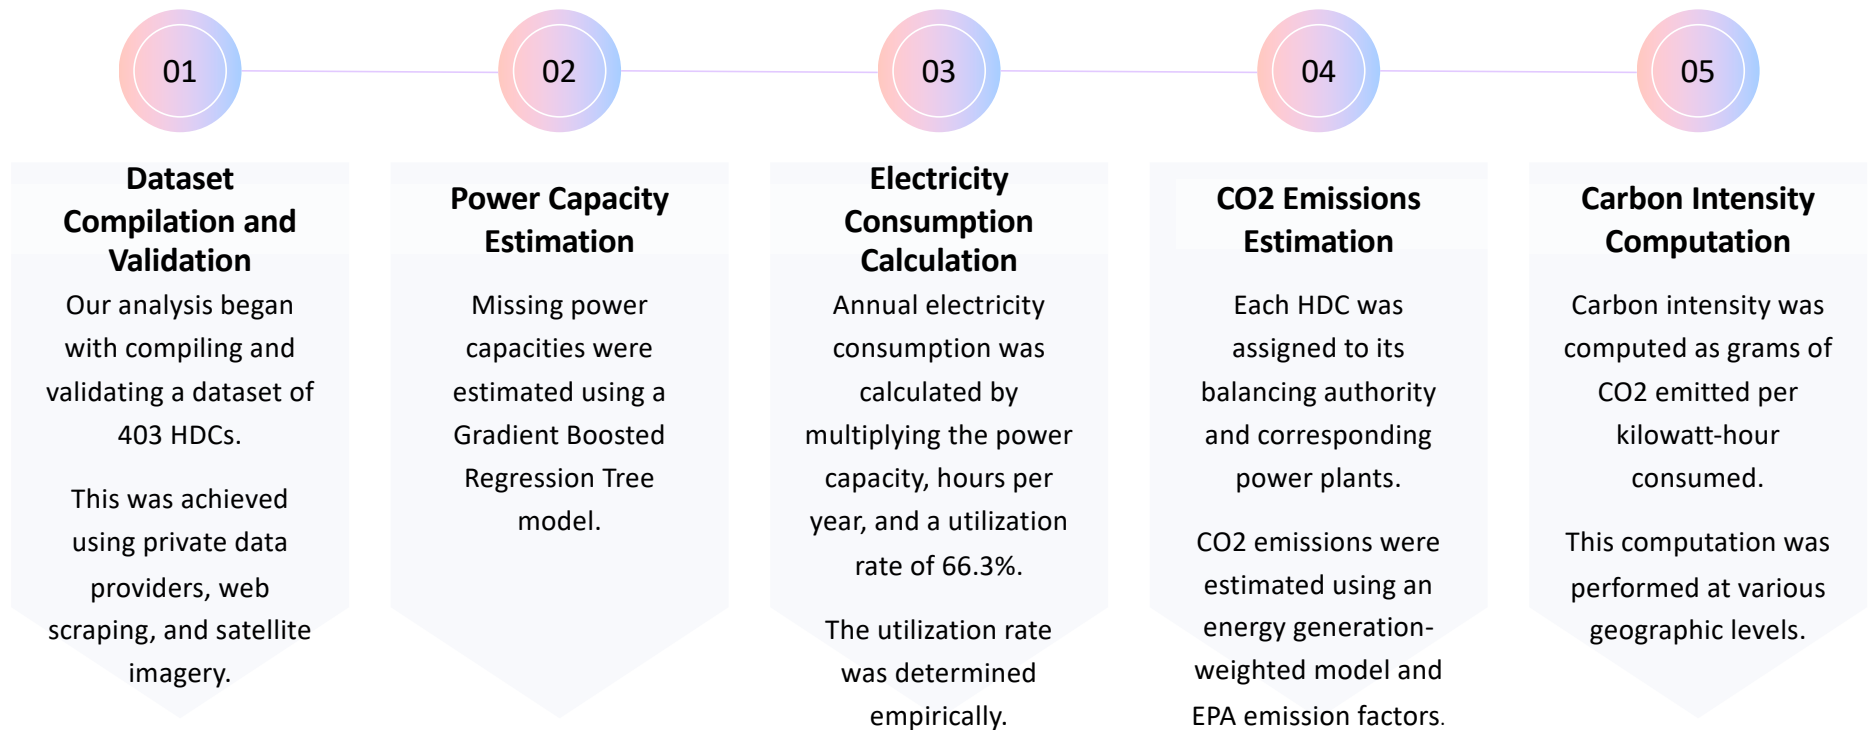 01
02
03
04
05
Dataset
Compilation and
Validation
Our analysis began
with compiling and
validating a dataset of
403 HDCs.
This was achieved
using private data
providers, web
scraping, and satellite
imagery.
Power Capacity
Estimation
Missing power
capacities were
estimated using a
Gradient Boosted
Regression Tree
model.
Electricity
Consumption
Calculation
Annual electricity
consumption was
calculated by
multiplying the power
capacity, hours per
year, and a utilization
rate of 66.3%.
The utilization rate
was determined
empirically.
CO2 Emissions
Estimation
Each HDC was
assigned to its
balancing authority
and corresponding
power plants.
CO2 emissions were
estimated using an
energy generation-
weighted model and
EPA emission factors.
Carbon Intensity
Computation
Carbon intensity was
computed as grams of
CO2 emitted per
kilowatt-hour
consumed.
This computation was
performed at various
geographic levels.